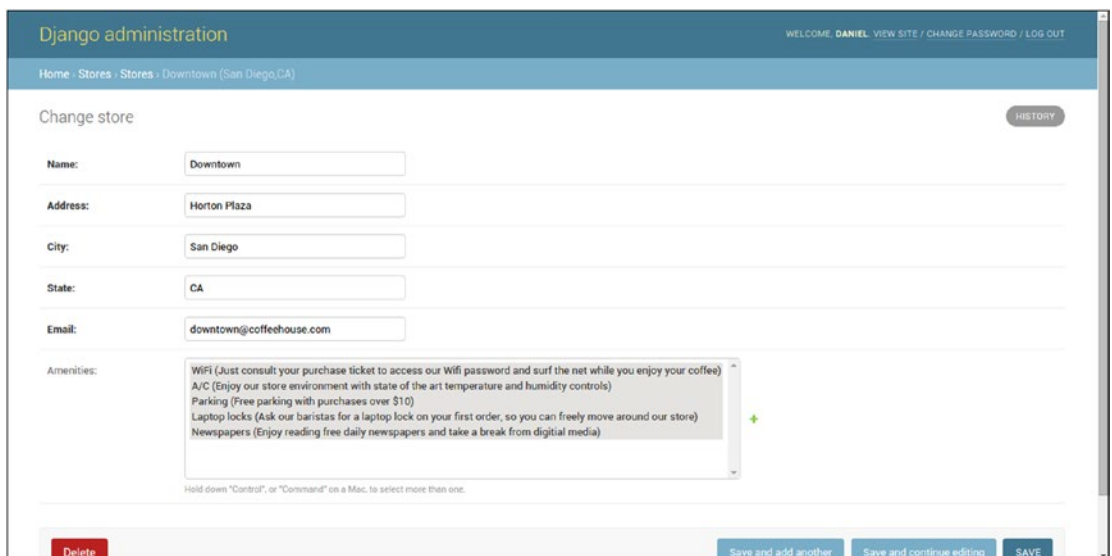 Django administration
WELCOME, DANIEL. VIEW SITE / CHANGE PASSWORD / LOG OUT
Home › Stores › Stores › Downtown (San Diego,CA)
Change store
HISTORY
Name:
Downtown
Address:
Horton Plaza
City:
San Diego
State:
CA
Email:
downtown@coffeehouse.com
Amenities:
WiFi (Just consult your purchase ticket to access our Wifi password and surf the net while you enjoy your coffee)
A/C (Enjoy our store environment with state of the art temperature and humidity controls)
Parking (Free parking with purchases over $10)
Laptop locks (Ask our baristas for a laptop lock on your first order, so you can freely move around our store)
Newspapers (Enjoy reading free daily newspapers and take a break from digitial media)
+
Hold down "Control", or "Command" on a Mac, to select more than one.
Delete
Save and add another
Save and continue editing
SAVE